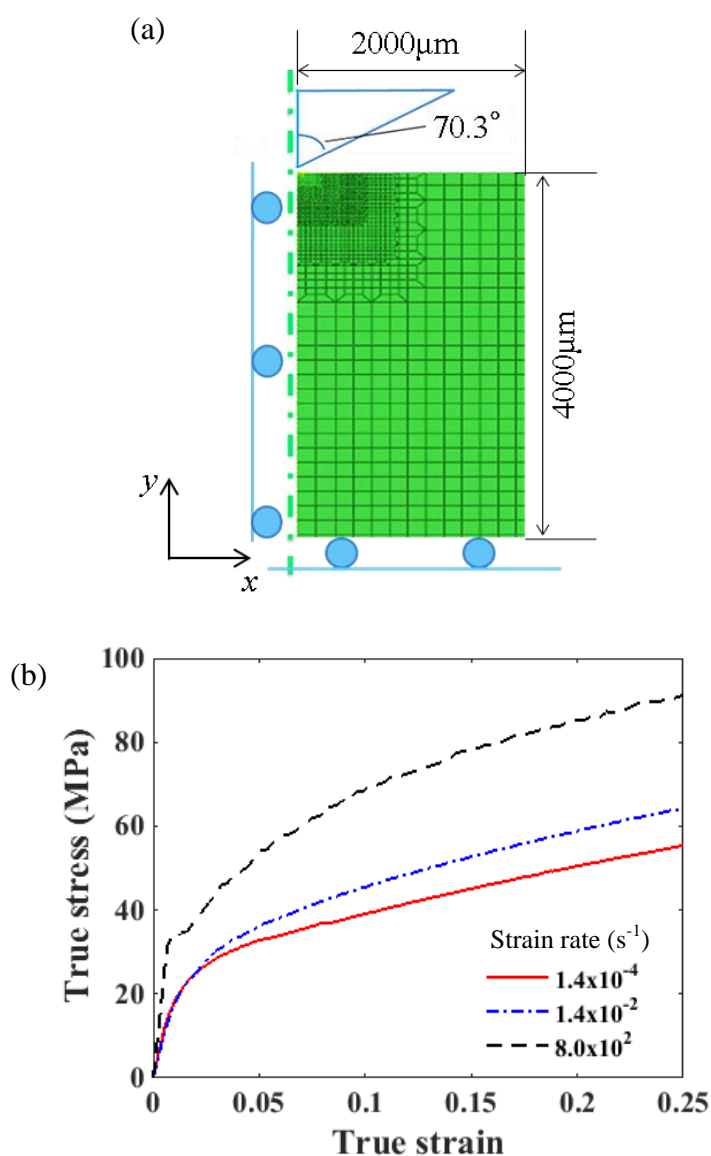 (a)
2000μm
70.3°
4000μm
y
x
(b)
True stress (MPa)
100
80
60
40
20
0
Strain rate (s⁻¹)
1.4x10⁻⁴
1.4x10⁻²
8.0x10²
0 0.05 0.1 0.15 0.2 0.25
True strain